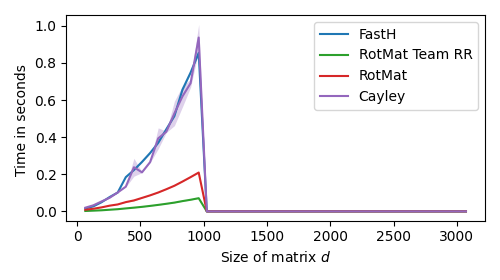 1.0
0.8
0.6
0.4
0.2
0.0
Time in seconds
FastH
RotMat Team RR
RotMat
Cayley
0 500 1000 1500 2000 2500 3000
Size of matrix d